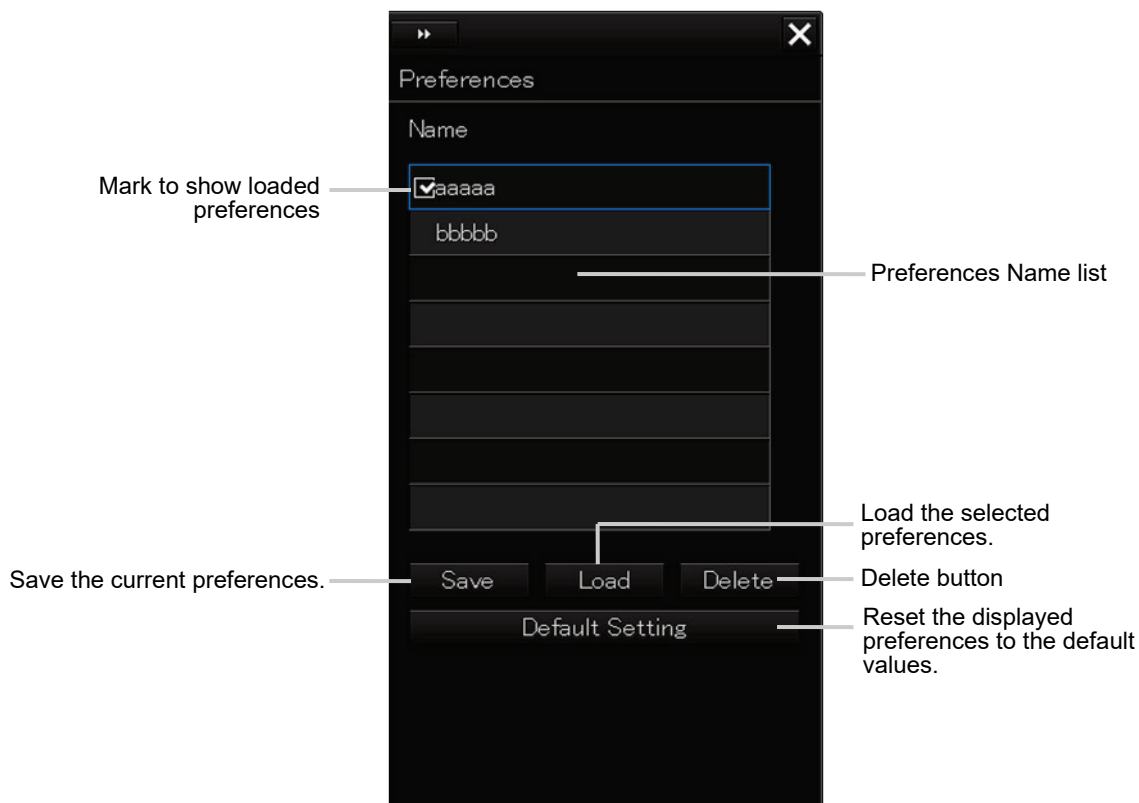 Preferences
Name
Mark to show loaded
preferences
aaaaa
bbbbb
Preferences Name list
Load the selected
preferences.
Save the current preferences.
Save
Load
Delete
Delete button
Default Setting
Reset the displayed
preferences to the default
values.